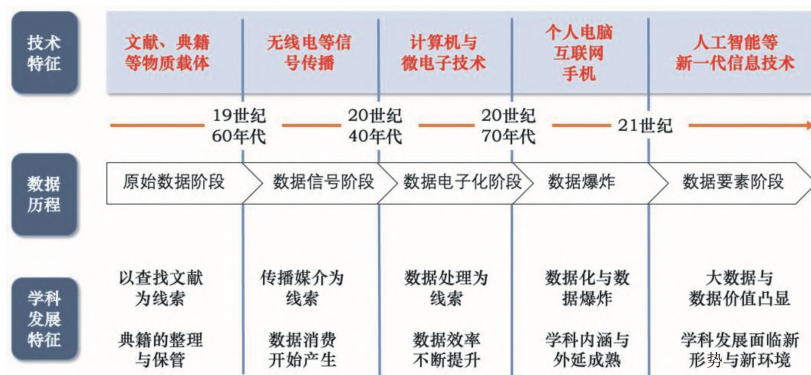 技术
特征
文献、典籍
等物质载体
无线电等信
号传播
计算机与
微电子技术
个人电脑
互联网
手机
人工智能等
新一代信息技术
19世纪
60年代
20世纪
40年代
20世纪
70年代
21世纪
数据
历程
原始数据阶段
数据信号阶段
数据电子化阶段
数据爆炸
数据要素阶段
学科
发展
特征
以查找文献
为线索
传播媒介为
线索
数据处理为
线索
数据化与数
据爆炸
大数据与
数据价值凸显
典籍的整理
与保管
数据消费
开始产生
数据效率
不断提升
学科内涵与
外延成熟
学科发展面临新
形势与新环境